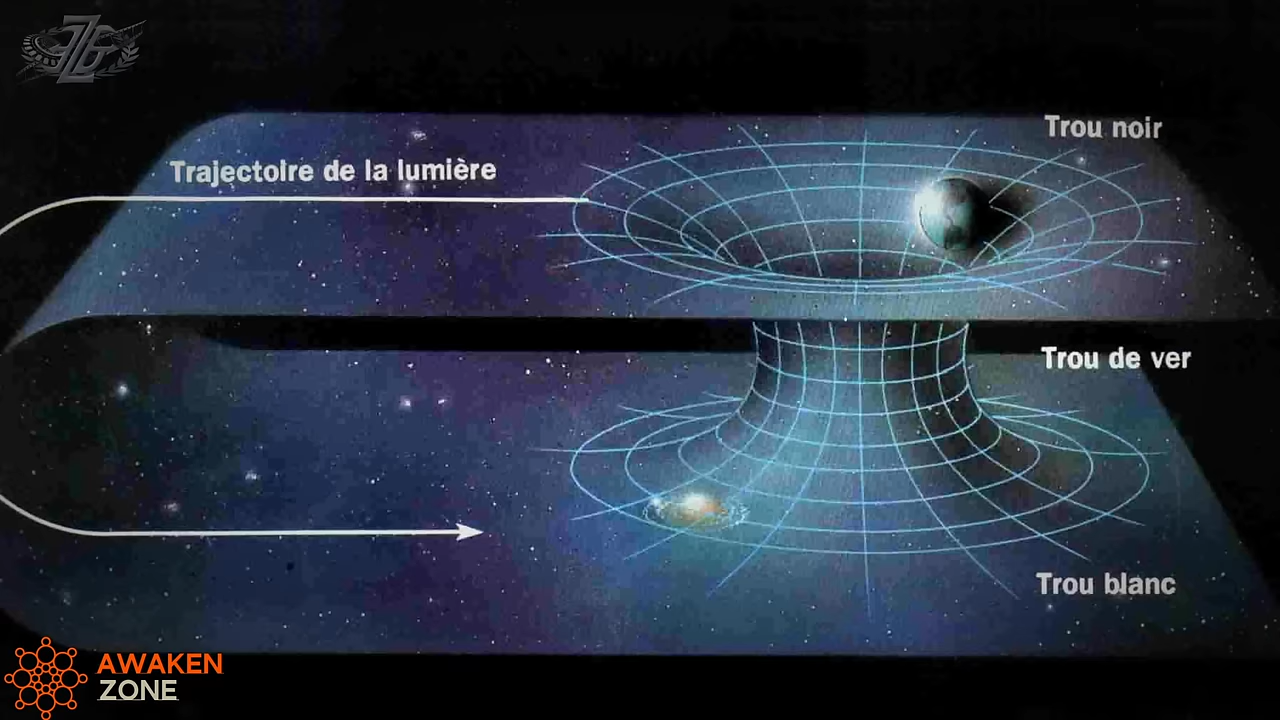 Trou noir
Trajectoire de la lumière
Trou de ver
Trou blanc
AWAKEN
ZONE